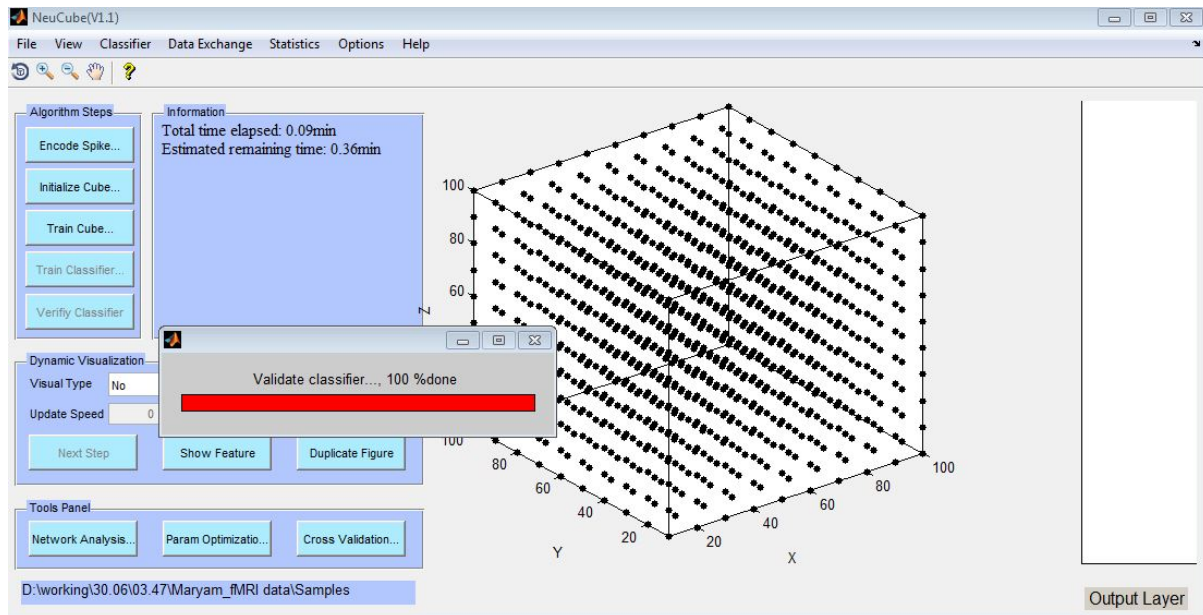 NeuCube(V1.1)
File View Classifier Data Exchange Statistics Options Help
Algorithm Steps
Encode Spike...
Initialize Cube...
Train Cube...
Train Classifier...
Verifiy Classifier
Information
Total time elapsed: 0.09min
Estimated remaining time: 0.36min
Validate classifier..., 100 %done
Dynamic Visualization
Visual Type No
Update Speed 0
Next Step
Show Feature
Duplicate Figure
Tools Panel
Network Analysis...
Param Optimizatio...
Cross Validation...
D:\working\30.06\03.47\Maryam_fMRI data\Samples
100
80
60
Z
100
80
60
40
20
Y
20
40
60
80
100
X
Output Layer